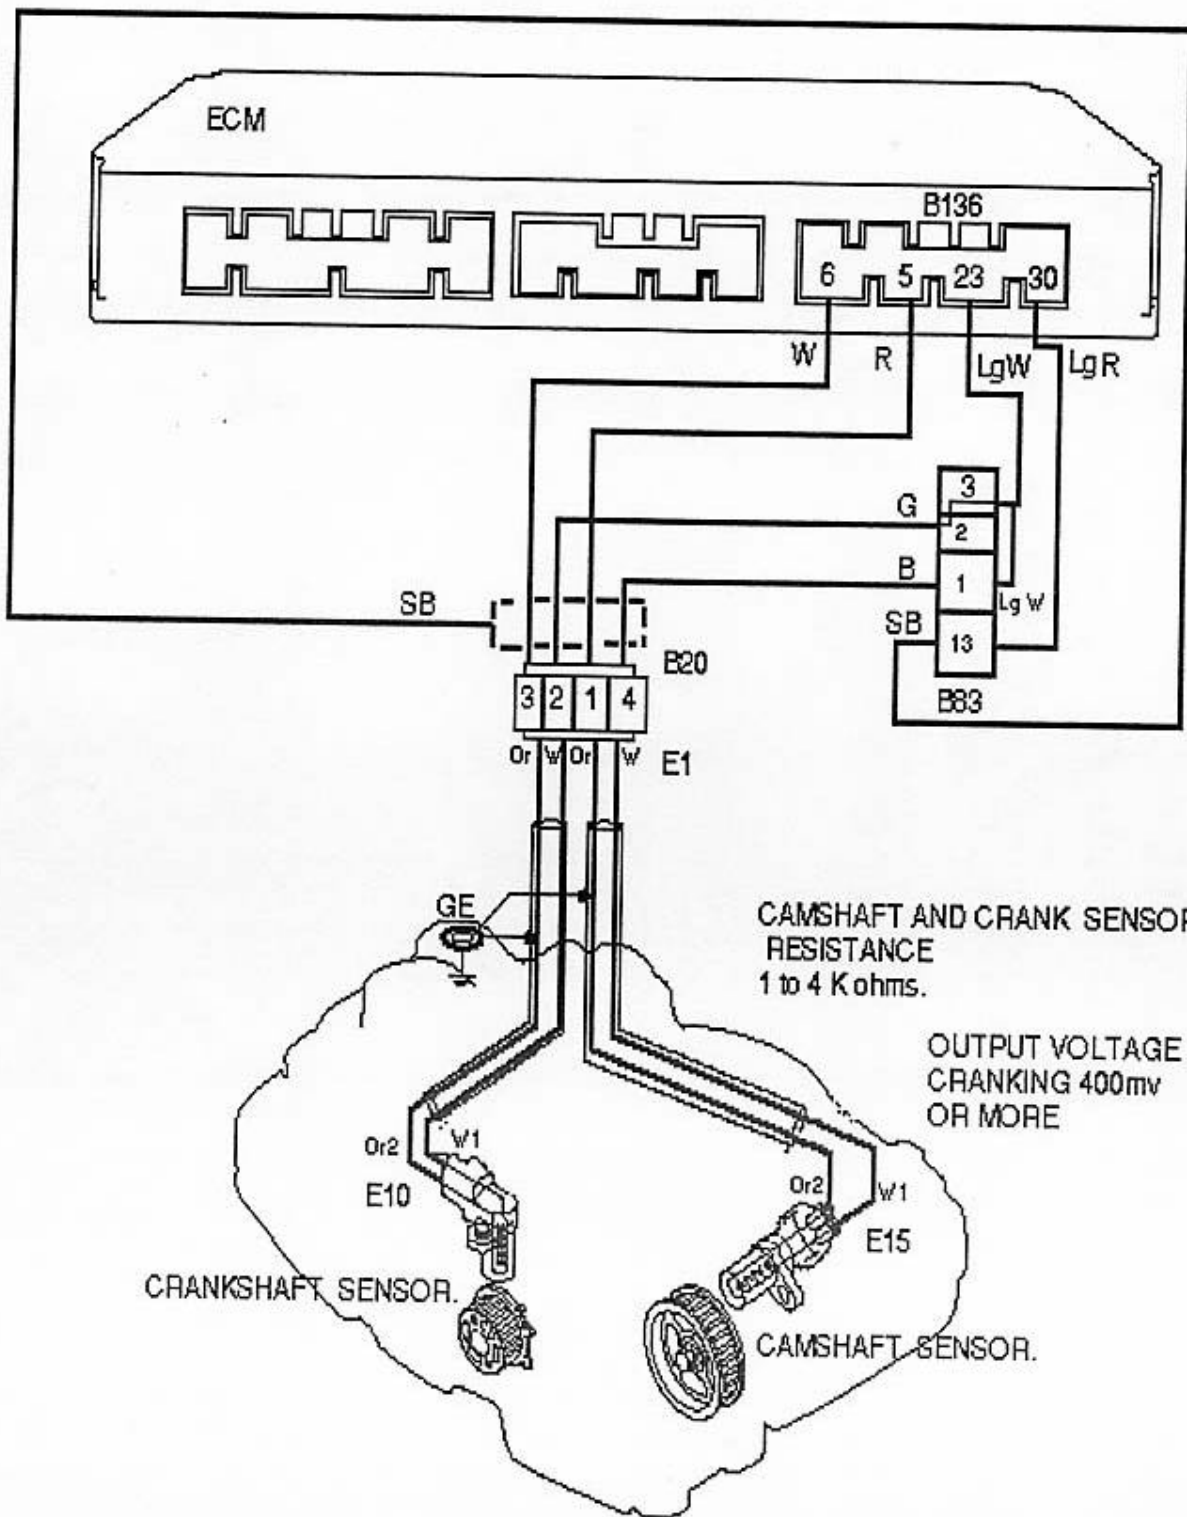 ECM
B136
6 5 23 30
W R LgW LgR
3
G
2
B 1
Lg W
SB
SB 13
B20
B83
3 2 1 4
Or W Or W E1
GE
CAMSHAFT AND CRANK SENSOR
RESISTANCE
1 to 4 K ohms.
OUTPUT VOLTAGE
CRANKING 400mv
OR MORE
Or2 W1
E10
Or2 W1
E15
CRANKSHAFT SENSOR.
CAMSHAFT SENSOR.